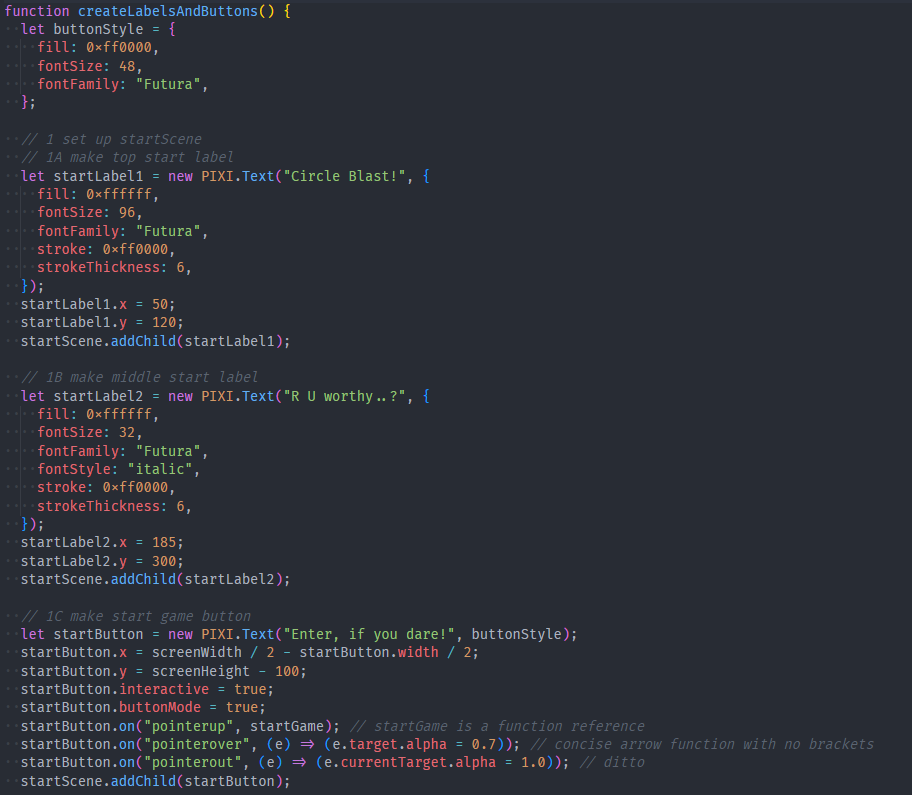 function createLabelsAndButtons() {
  let buttonStyle = {
    fill: 0xff0000,
    fontSize: 48,
    fontFamily: "Futura",
  };

  // 1 set up startScene
  // 1A make top start label
  let startLabel1 = new PIXI.Text("Circle Blast!", {
    fill: 0xffffff,
    fontSize: 96,
    fontFamily: "Futura",
    stroke: 0xff0000,
    strokeThickness: 6,
  });
  startLabel1.x = 50;
  startLabel1.y = 120;
  startScene.addChild(startLabel1);

  // 1B make middle start label
  let startLabel2 = new PIXI.Text("R U worthy..?", {
    fill: 0xffffff,
    fontSize: 32,
    fontFamily: "Futura",
    fontStyle: "italic",
    stroke: 0xff0000,
    strokeThickness: 6,
  });
  startLabel2.x = 185;
  startLabel2.y = 300;
  startScene.addChild(startLabel2);

  // 1C make start game button
  let startButton = new PIXI.Text("Enter, if you dare!", buttonStyle);
  startButton.x = screenWidth / 2 - startButton.width / 2;
  startButton.y = screenHeight - 100;
  startButton.interactive = true;
  startButton.buttonMode = true;
  startButton.on("pointerup", startGame); // startGame is a function reference
  startButton.on("pointerover", (e) => (e.target.alpha = 0.7)); // concise arrow function with no brackets
  startButton.on("pointerout", (e) => (e.currentTarget.alpha = 1.0)); // ditto
  startScene.addChild(startButton);